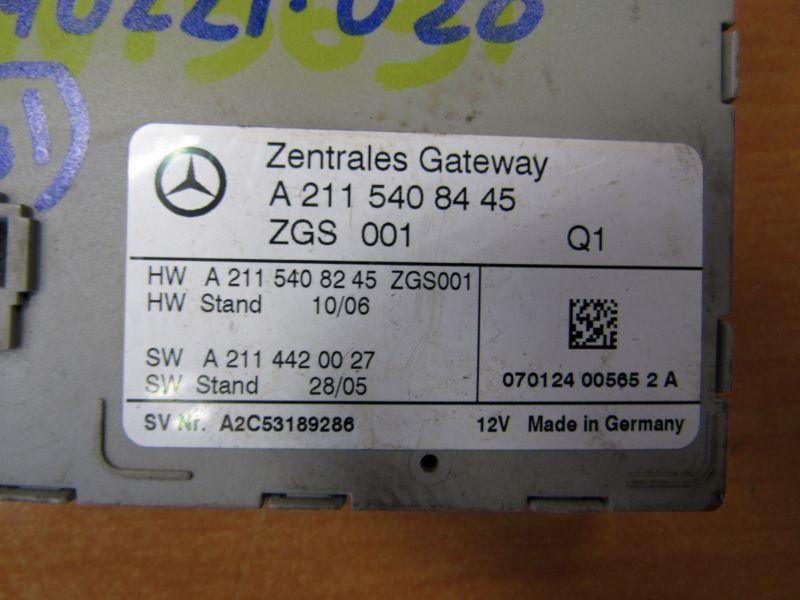 Zentrales Gateway
A 211 540 84 45
ZGS 001 Q1
HW A 211 540 82 45 ZGS001
HW Stand 10/06
SW A 211 442 00 27
SW Stand 28/05
070124 00565 2 A
SV Nr. A2C53189286 12V Made in Germany